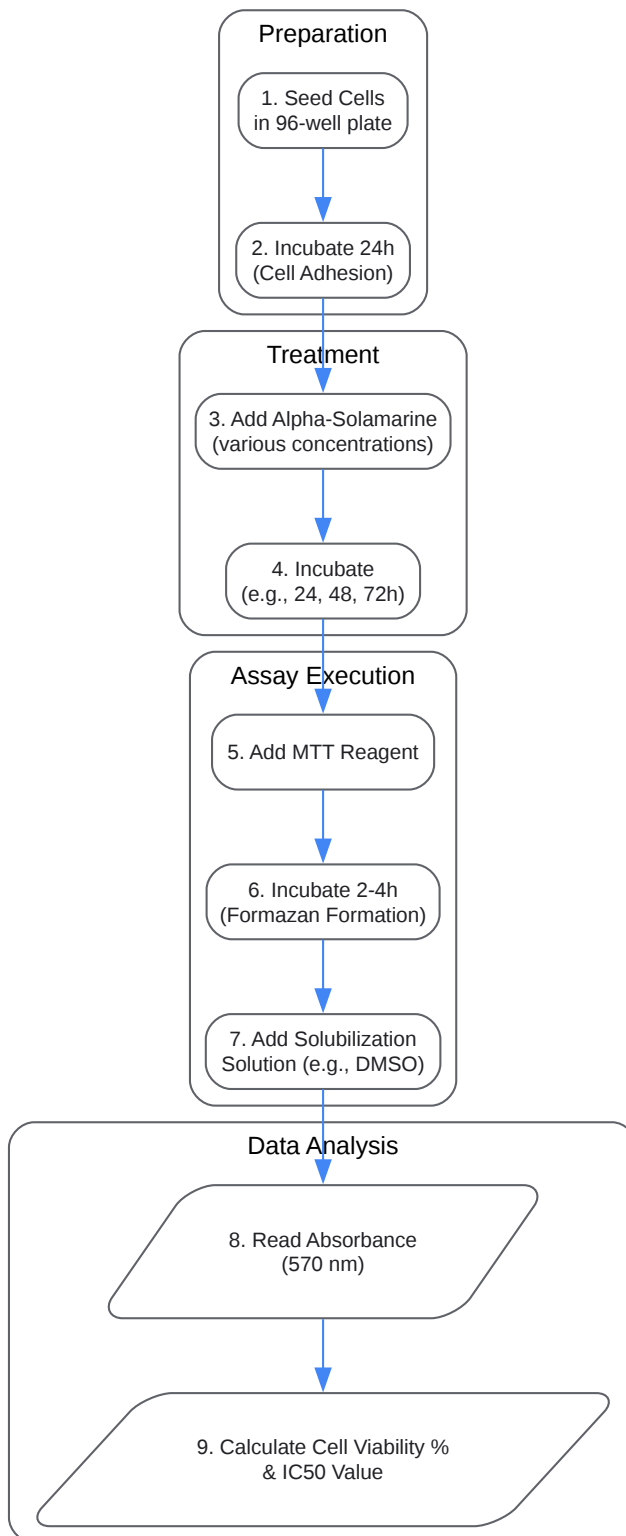 Preparation
1. Seed Cells
in 96-well plate
2. Incubate 24h
(Cell Adhesion)
Treatment
3. Add Alpha-Solamarine
(various concentrations)
4. Incubate
(e.g., 24, 48, 72h)
Assay Execution
5. Add MTT Reagent
6. Incubate 2-4h
(Formazan Formation)
7. Add Solubilization
Solution (e.g., DMSO)
Data Analysis
8. Read Absorbance
(570 nm)
9. Calculate Cell Viability %
& IC50 Value